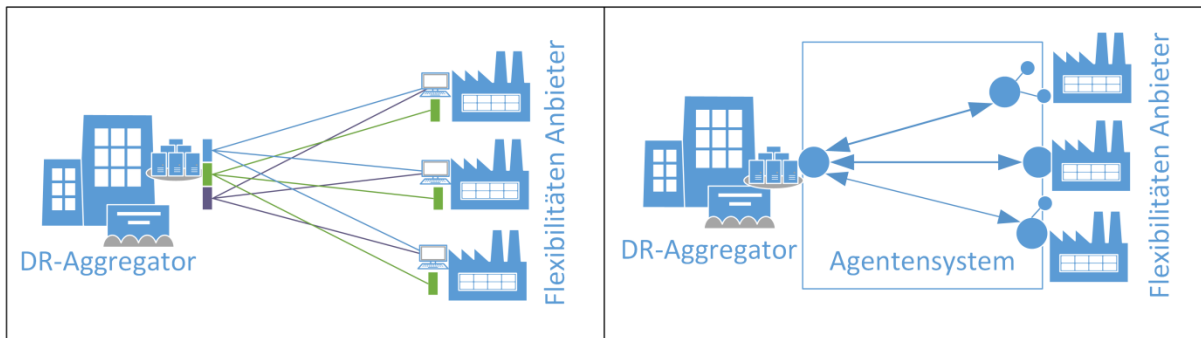 DR-Aggregator
Flexibilitäten Anbieter
DR-Aggregator
Agentensystem
Flexibilitäten Anbieter